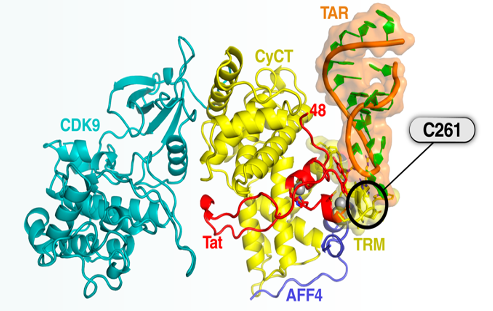 TAR
CyCT
48
CDK9
C261
Tat
TRM
AFF4